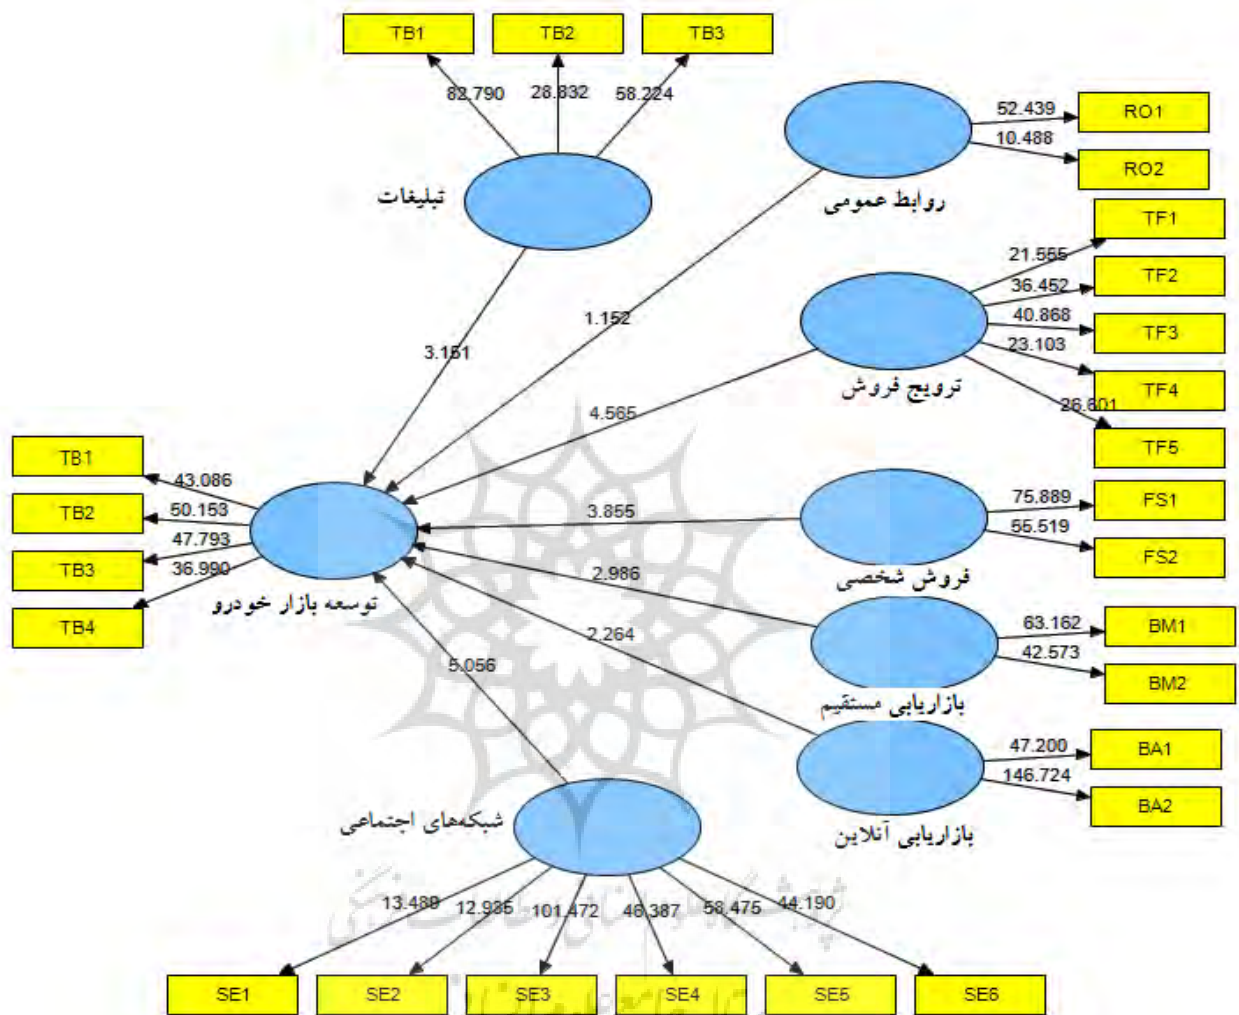 TB1 TB2 TB3
82.790 28.832 58.224
تبلیغات
روابط عمومی
52.439 RO1
10.488 RO2
1.152
3.151
21.555 TF1
36.452 TF2
40.868 TF3
23.103 TF4
26.601 TF5
ترویج فروش
4.565
TB1 43.086
TB2 50.153
TB3 47.793
TB4 36.990
توسعه بازار خودرو
3.855
75.889 FS1
55.519 FS2
فروش شخصی
2.986
63.162 BM1
42.573 BM2
بازاریابی مستقیم
2.264
47.200 BA1
146.724 BA2
بازاریابی آنلاین
5.056
شبکه‌های اجتماعی
13.489 12.935 101.472 46.387 58.475 44.190
SE1 SE2 SE3 SE4 SE5 SE6